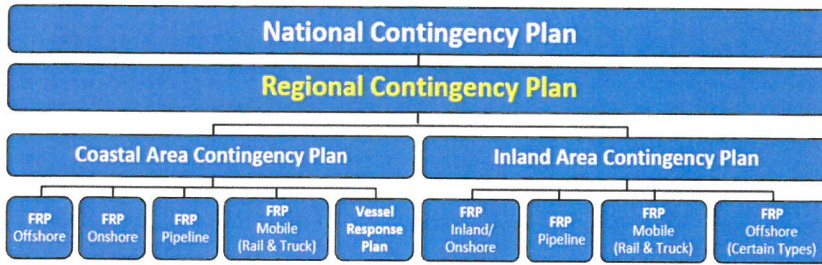 National Contingency Plan
Regional Contingency Plan
Coastal Area Contingency Plan
Inland Area Contingency Plan
FRP
Offshore
FRP
Onshore
FRP
Pipeline
FRP
Mobile
(Rail & Truck)
Vessel
Response
Plan
FRP
Inland/
Onshore
FRP
Pipeline
FRP
Mobile
(Rail & Truck)
FRP
Offshore
(Certain Types)